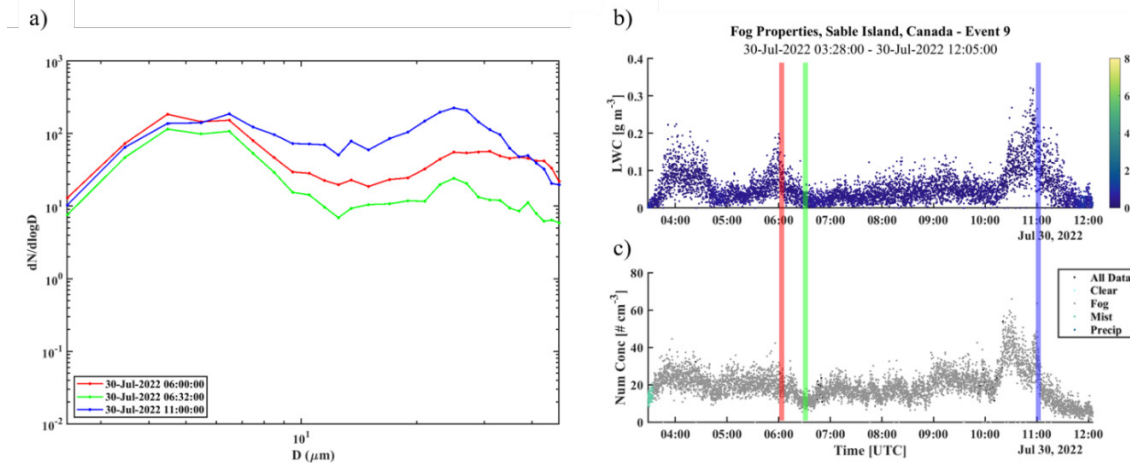 a)
10^3
10^2
10^1
10^0
10^-1
10^-2
dN/dlogD
30-Jul-2022 06:00:00
30-Jul-2022 06:32:00
30-Jul-2022 11:00:00
10^1
D (μm)
b)
Fog Properties, Sable Island, Canada - Event 9
30-Jul-2022 03:28:00 - 30-Jul-2022 12:05:00
0.4
0.3
0.2
0.1
0
LWC [g m^-3]
8
6
4
2
0
04:00 05:00 06:00 07:00 08:00 09:00 10:00 11:00 12:00
Jul 30, 2022
c)
80
60
40
20
0
Num Conc [# cm^-3]
All Data
Clear
Fog
Mist
Precip
04:00 05:00 06:00 07:00 08:00 09:00 10:00 11:00 12:00
Time [UTC]
Jul 30, 2022